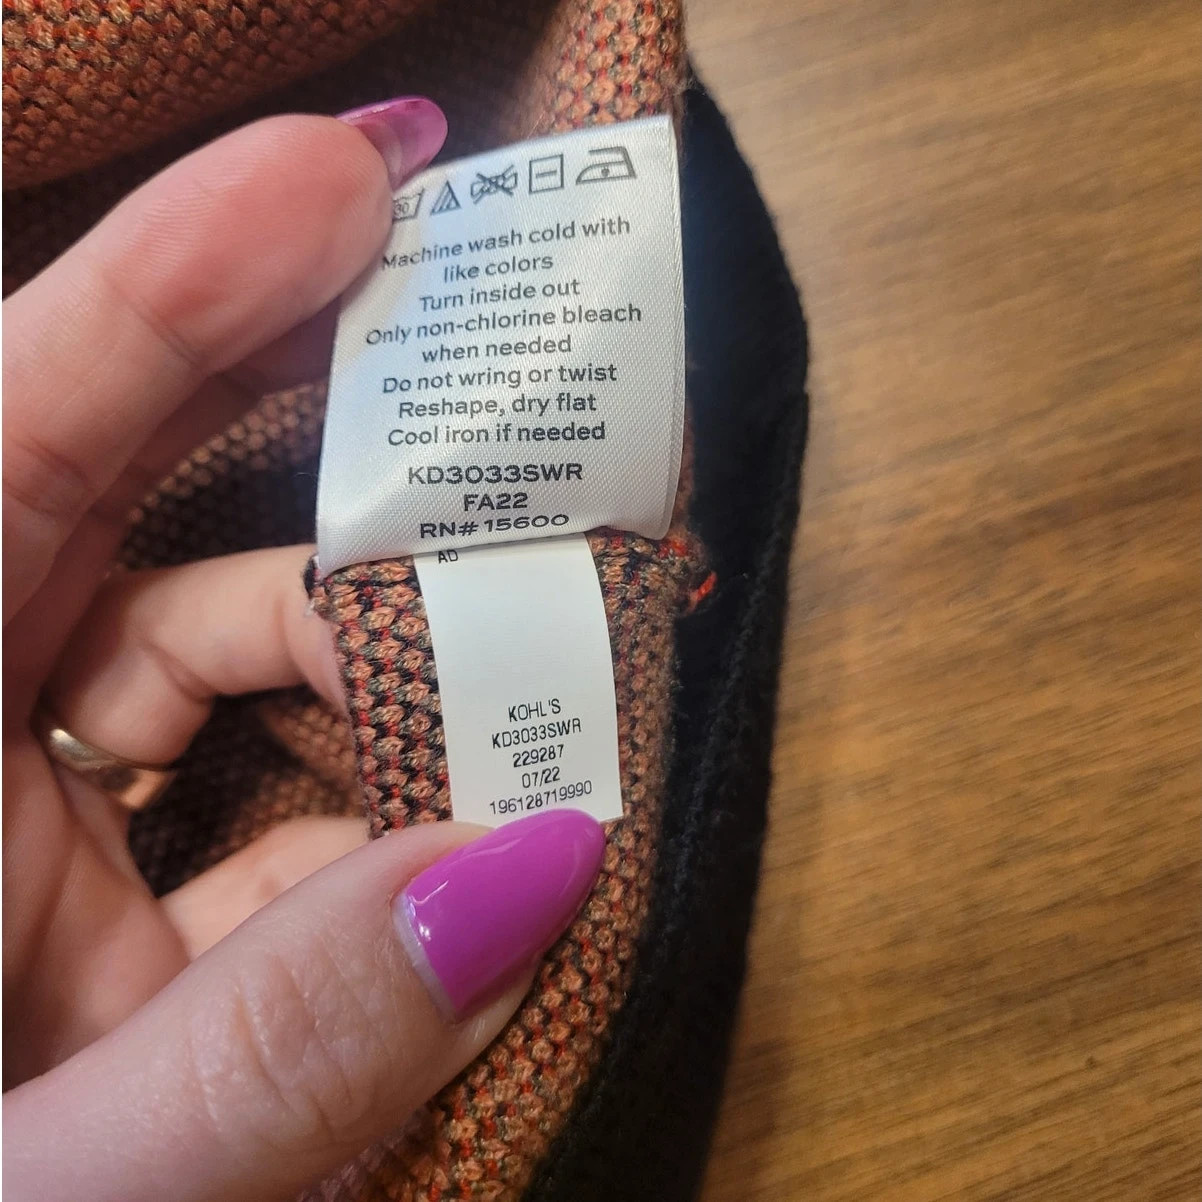 30
Machine wash cold with
like colors
Turn inside out
Only non-chlorine bleach
when needed
Do not wring or twist
Reshape, dry flat
Cool iron if needed
KD3033SWR
FA22
RN# 15600
AD
KOHL'S
KD3033SWR
229287
07/22
196128719990